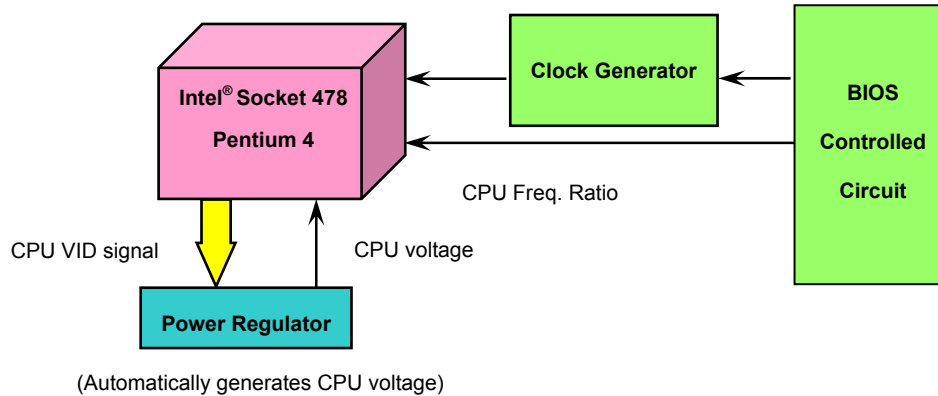 Intel® Socket 478
Pentium 4
Clock Generator
BIOS
Controlled
Circuit
CPU Freq. Ratio
CPU VID signal
CPU voltage
Power Regulator
(Automatically generates CPU voltage)